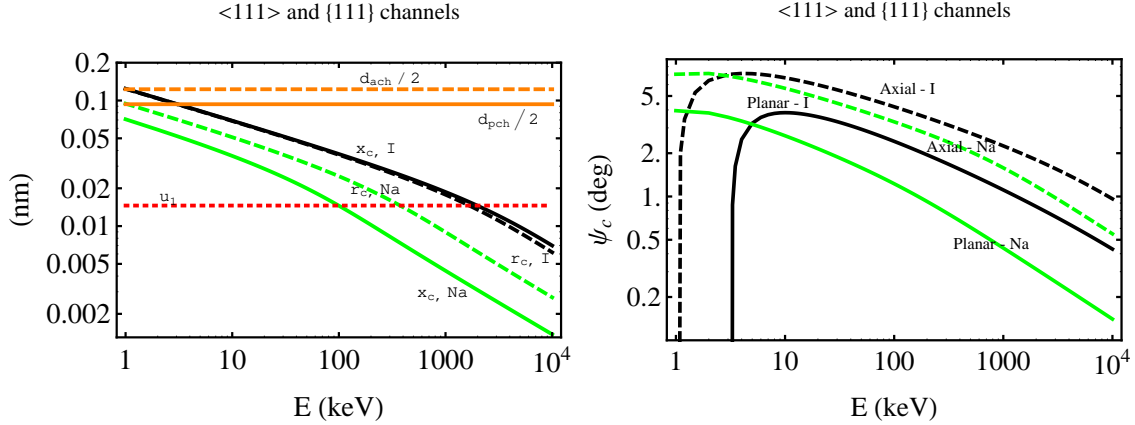 <111> and {111} channels
0.2
0.1
0.05
0.02
0.01
0.005
0.002
(nm)
d_ach / 2
d_pch / 2
x_c, I
r_c, Na
u_1
r_c, I
x_c, Na
1 10 100 1000 10^4
E (keV)
<111> and {111} channels
5.
2.
1.
0.5
0.2
ψ_c (deg)
Axial - I
Planar - I
Axial - Na
Planar - Na
1 10 100 1000 10^4
E (keV)